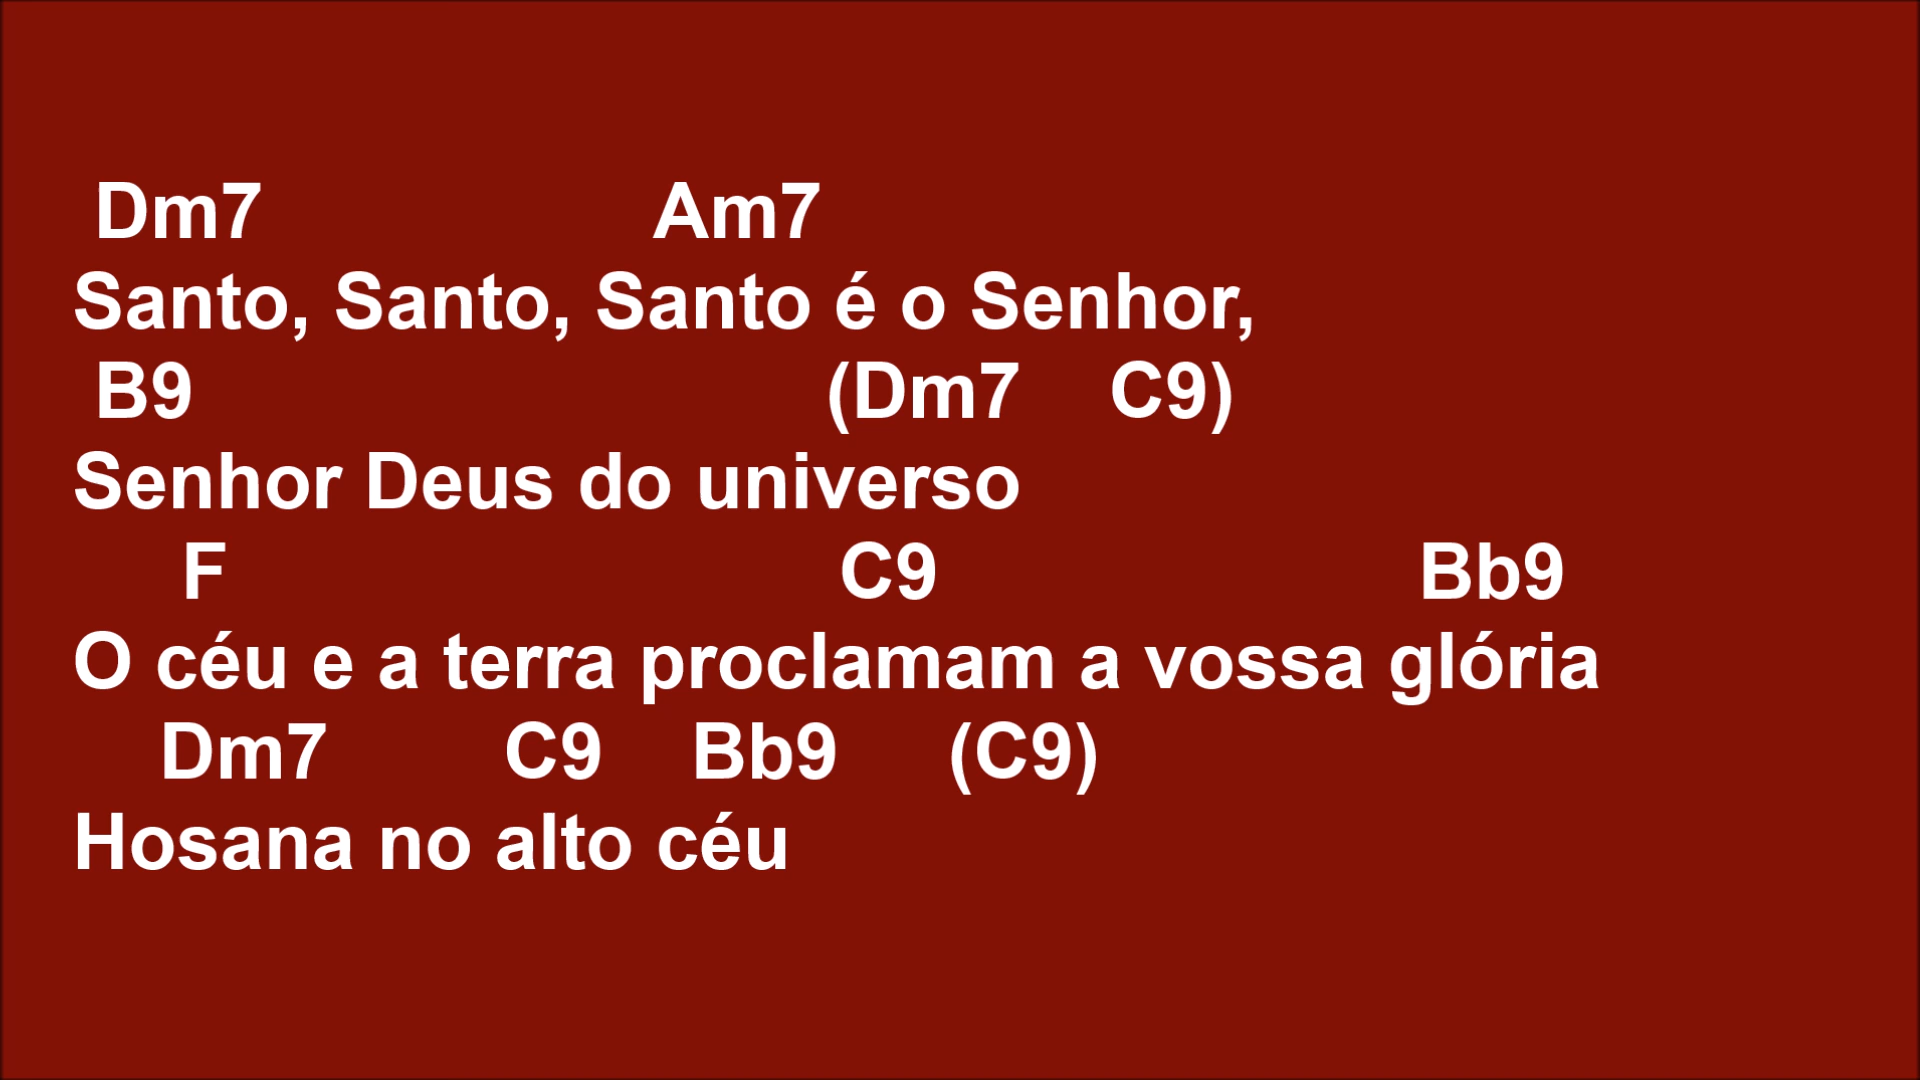 Dm7 Am7
Santo, Santo, Santo é o Senhor,
B9 (Dm7 C9)
Senhor Deus do universo
F C9 Bb9
O céu e a terra proclamam a vossa glória
Dm7 C9 Bb9 (C9)
Hosana no alto céu